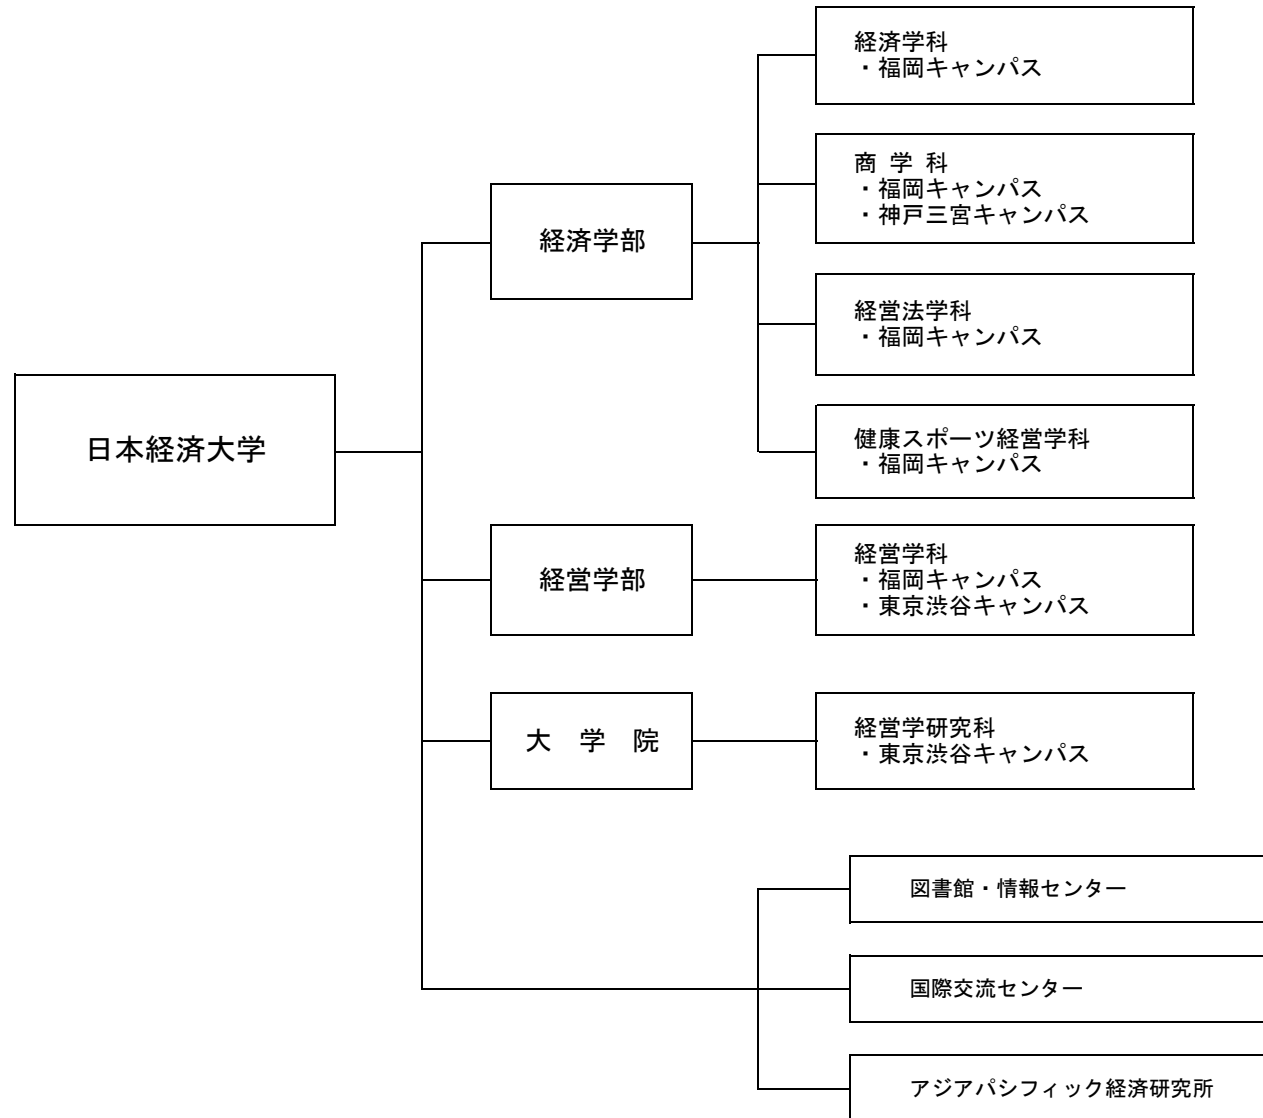 日本経済大学
経済学部
経済学科
・福岡キャンパス
商 学 科
・福岡キャンパス
・神戸三宮キャンパス
経営法学科
・福岡キャンパス
健康スポーツ経営学科
・福岡キャンパス
経営学部
経営学科
・福岡キャンパス
・東京渋谷キャンパス
大 学 院
経営学研究科
・東京渋谷キャンパス
図書館・情報センター
国際交流センター
アジアパシフィック経済研究所